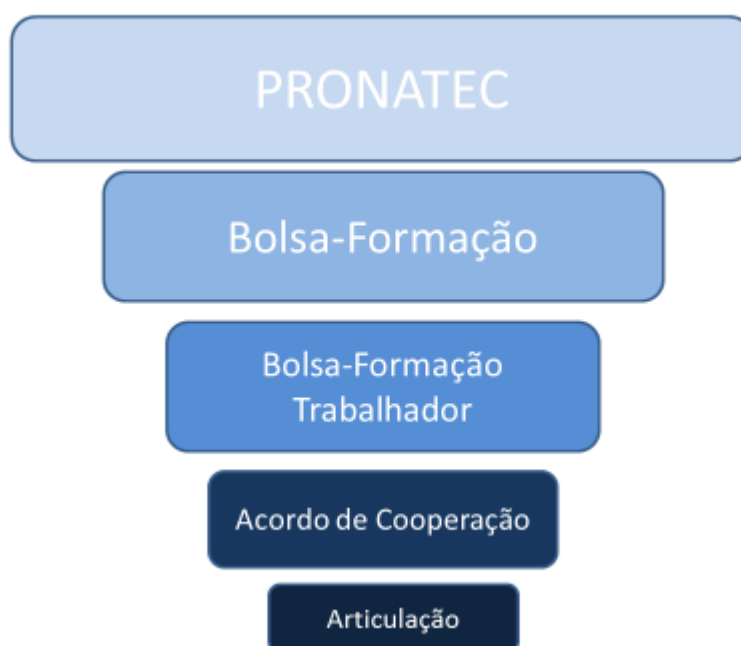 PRONATEC
Bolsa-Formação
Bolsa-Formação
Trabalhador
Acordo de Cooperação
Articulação